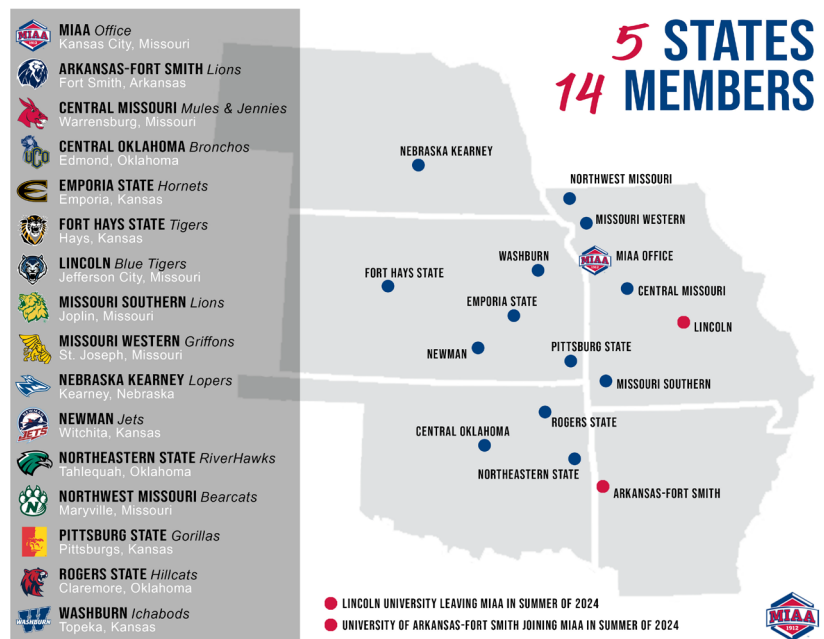 MIAA Office
Kansas City, Missouri
ARKANSAS-FORT SMITH Lions
Fort Smith, Arkansas
CENTRAL MISSOURI Mules & Jennies
Warrensburg, Missouri
CENTRAL OKLAHOMA Bronchos
Edmond, Oklahoma
EMPORIA STATE Hornets
Emporia, Kansas
FORT HAYS STATE Tigers
Hays, Kansas
LINCOLN Blue Tigers
Jefferson City, Missouri
MISSOURI SOUTHERN Lions
Joplin, Missouri
MISSOURI WESTERN Griffons
St. Joseph, Missouri
NEBRASKA KEARNEY Lopers
Kearney, Nebraska
NEWMAN Jets
Witchita, Kansas
NORTHEASTERN STATE RiverHawks
Tahlequah, Oklahoma
NORTHWEST MISSOURI Bearcats
Maryville, Missouri
PITTSBURG STATE Gorillas
Pittsburgs, Kansas
ROGERS STATE Hillcats
Claremore, Oklahoma
WASHBURN Ichabods
Topeka, Kansas
MIAA
UCO
E
NEWMAN
JETS
N
W
WASHBURN
5 STATES
14 MEMBERS
NEBRASKA KEARNEY
NORTHWEST MISSOURI
MISSOURI WESTERN
WASHBURN
MIAA
MIAA OFFICE
FORT HAYS STATE
CENTRAL MISSOURI
EMPORIA STATE
LINCOLN
NEWMAN
PITTSBURG STATE
MISSOURI SOUTHERN
ROGERS STATE
CENTRAL OKLAHOMA
NORTHEASTERN STATE
ARKANSAS-FORT SMITH
LINCOLN UNIVERSITY LEAVING MIAA IN SUMMER OF 2024
UNIVERSITY OF ARKANSAS-FORT SMITH JOINING MIAA IN SUMMER OF 2024
MIAA
1912